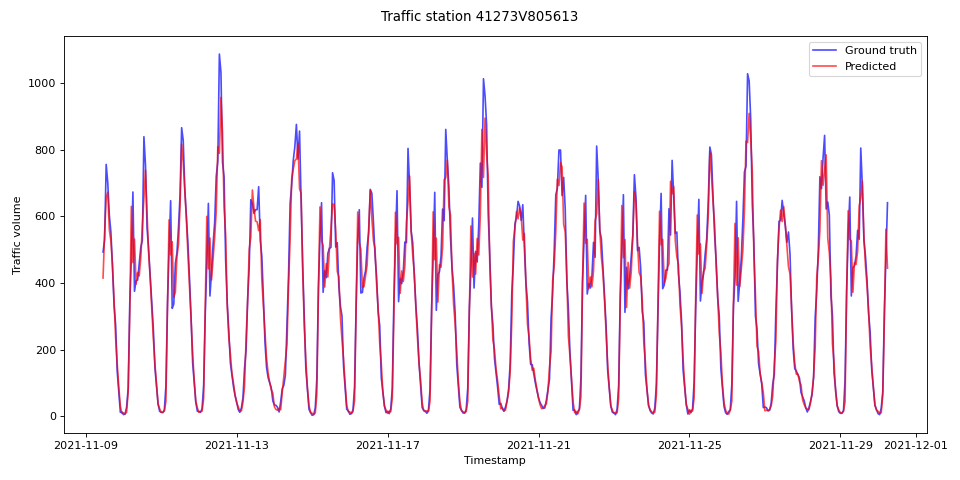 Traffic station 41273V805613
Ground truth
Predicted
Traffic volume
1000
800
600
400
200
0
2021-11-09
2021-11-13
2021-11-17
2021-11-21
2021-11-25
2021-11-29
2021-12-01
Timestamp